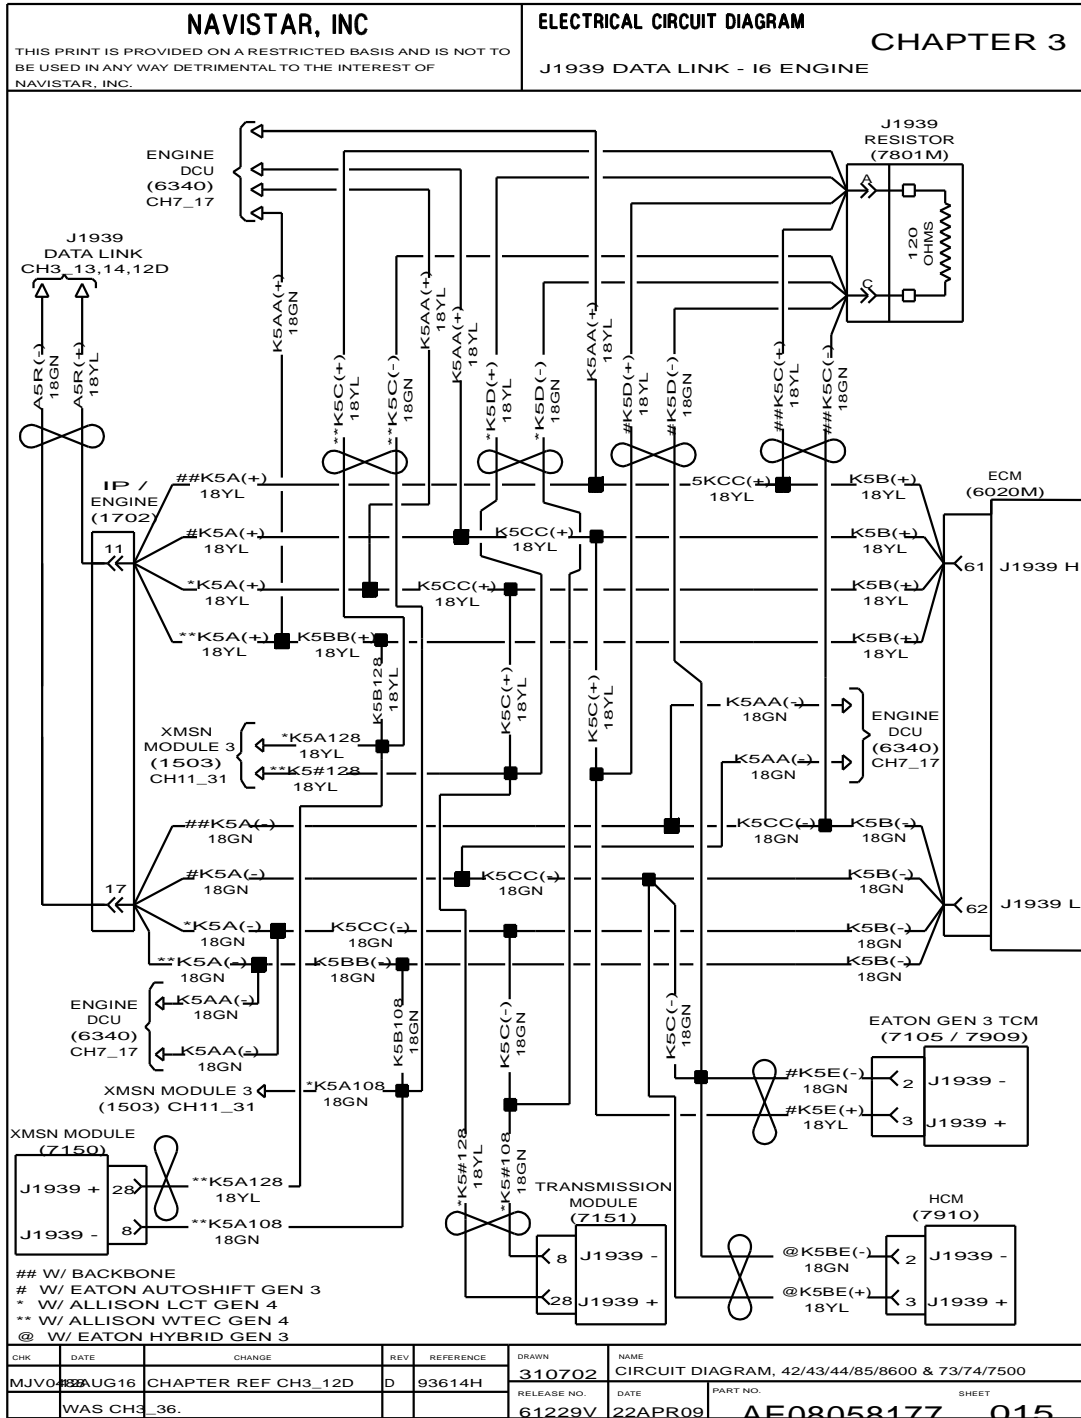 NAVISTAR, INC
THIS PRINT IS PROVIDED ON A RESTRICTED BASIS AND IS NOT TO
BE USED IN ANY WAY DETRIMENTAL TO THE INTEREST OF
NAVISTAR, INC.
ELECTRICAL CIRCUIT DIAGRAM
CHAPTER 3
J1939 DATA LINK - I6 ENGINE
ENGINE
DCU
(6340)
CH7_17
J1939
RESISTOR
(7801M)
A
C
120
OHMS
J1939
DATA LINK
CH3_13,14,12D
A5R(-)
18GN
A5R(+)
18YL
K5AA(+)
18GN
**K5C(+)
18YL
**K5C(-)
18GN
K5AA(+)
18YL
K5AA(+)
18YL
*K5D(+)
18YL
*K5D(-)
18GN
K5AA(+)
18YL
#K5D(+)
18YL
#K5D(-)
18GN
##K5C(+)
18YL
##K5C(-)
18GN
IP /
ENGINE
(1702)
11
##K5A(+)
18YL
5KCC(+)
18YL
K5B(+)
18YL
ECM
(6020M)
#K5A(+)
18YL
K5CC(+)
18YL
K5B(+)
18YL
61
J1939 H
*K5A(+)
18YL
K5CC(+)
18YL
K5B(+)
18YL
**K5A(+)
18YL
K5BB(+)
18YL
K5B(+)
18YL
K5B128
18YL
K5C(+)
18YL
K5C(+)
18YL
XMSN
MODULE 3
(1503)
CH11_31
*K5A128
18YL
**K5#128
18YL
K5AA(-)
18GN
K5AA(-)
18GN
ENGINE
DCU
(6340)
CH7_17
##K5A(-)
18GN
K5CC(-)
18GN
K5B(-)
18GN
17
#K5A(-)
18GN
K5CC(-)
18GN
K5B(-)
18GN
62
J1939 L
*K5A(-)
18GN
K5CC(-)
18GN
K5B(-)
18GN
**K5A(-)
18GN
K5BB(-)
18GN
K5B(-)
18GN
ENGINE
DCU
(6340)
CH7_17
K5AA(-)
18GN
K5AA(-)
18GN
K5B108
18GN
K5C(-)
18GN
K5C(-)
18GN
XMSN MODULE 3
(1503) CH11_31
*K5A108
18GN
EATON GEN 3 TCM
(7105 / 7909)
#K5E(-)
18GN
2
J1939 -
#K5E(+)
18YL
3
J1939 +
XMSN MODULE
(7150)
J1939 +
28
**K5A128
18YL
J1939 -
8
**K5A108
18GN
*K5#128
18YL
*K5#108
18GN
TRANSMISSION
MODULE
(7151)
8
J1939 -
28
J1939 +
HCM
(7910)
@K5BE(-)
18GN
2
J1939 -
@K5BE(+)
18YL
3
J1939 +
## W/ BACKBONE
# W/ EATON AUTOSHIFT GEN 3
* W/ ALLISON LCT GEN 4
** W/ ALLISON WTEC GEN 4
@ W/ EATON HYBRID GEN 3
CHK DATE CHANGE REV REFERENCE
AUG16 CHAPTER REF CH3_12D D 93614H
WAS CH3_36.
DRAWN
310702
NAME
CIRCUIT DIAGRAM, 42/43/44/85/8600 & 73/74/7500
RELEASE NO.
61229V
DATE
22APR09
PART NO.
AE08058177
SHEET
015